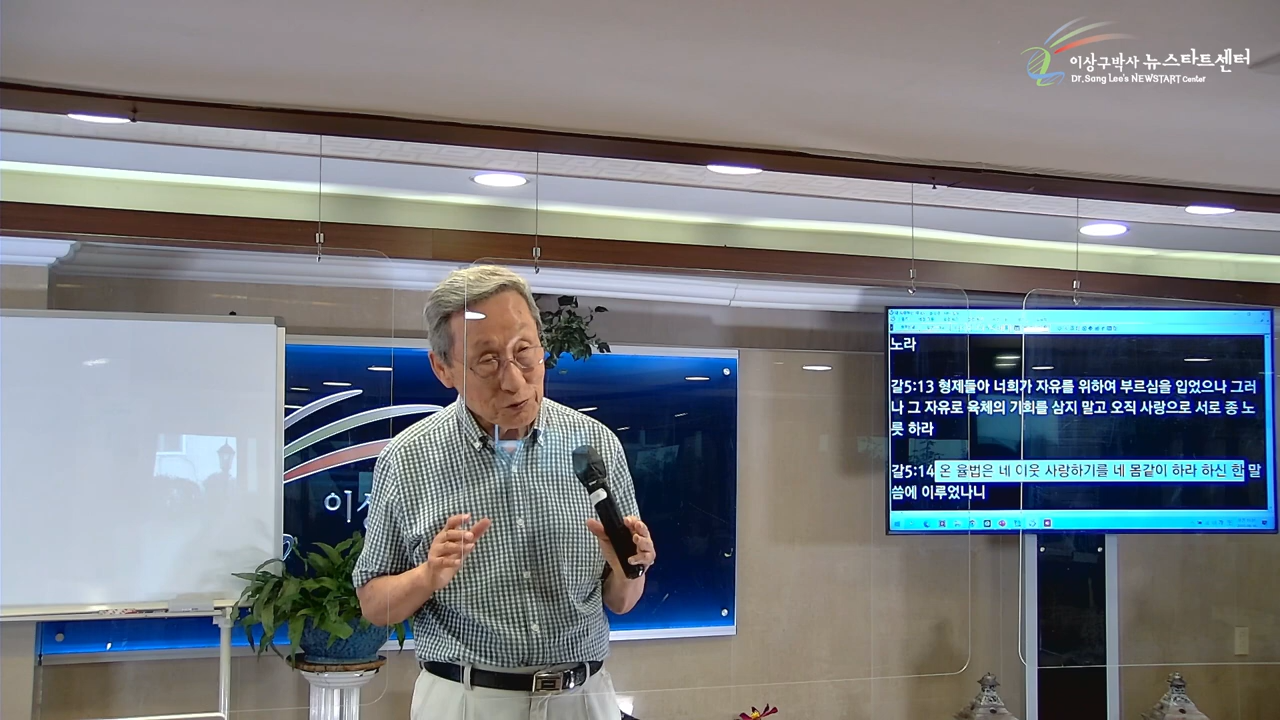 이상구박사 뉴스타트센터
Dr. Sang Lee's NEWSTART Center
노라
갈5:13 형제들아 너희가 자유를 위하여 부르심을 입었으나 그러
나 그 자유로 육체의 기회를 삼지 말고 오직 사랑으로 서로 종 노
릇 하라
갈5:14 온 율법은 네 이웃 사랑하기를 네 몸같이 하라 하신 한 말
씀에 이루었나니